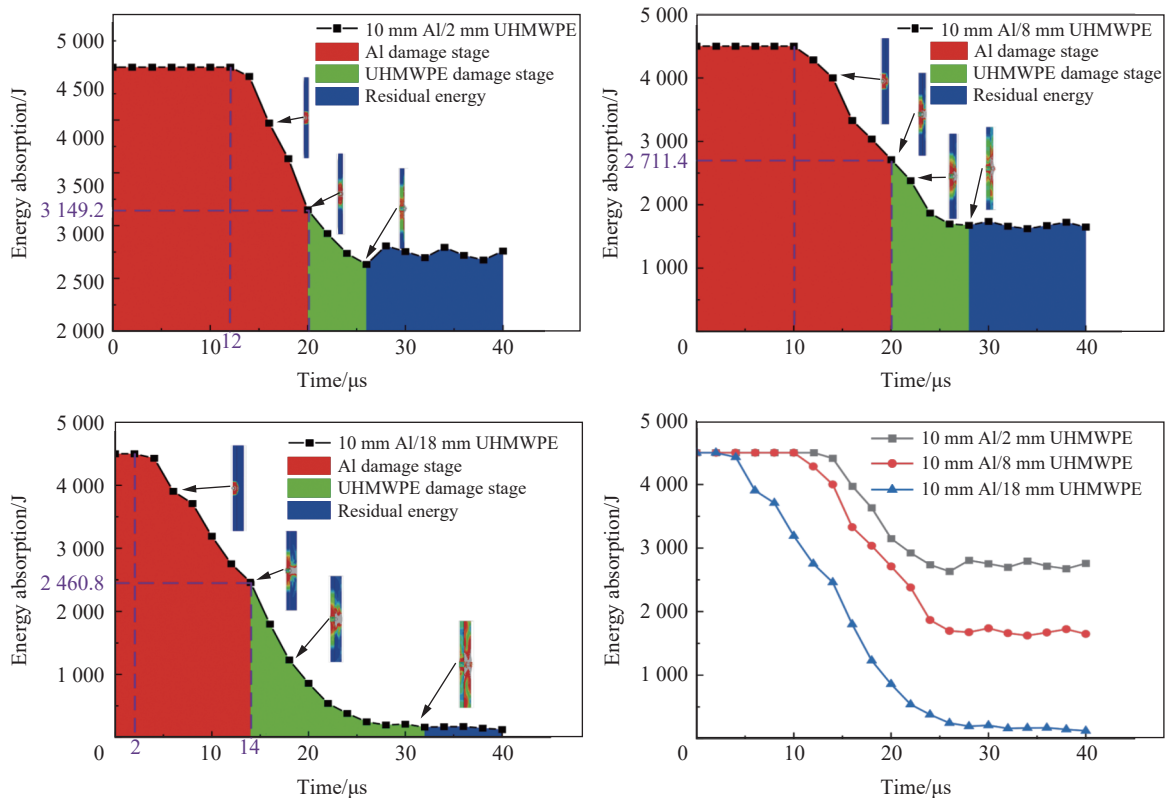 5 000
4 500
4 000
3 500
3 149.2
3 000
2 500
2 000
Energy absorption/J
10 mm Al/2 mm UHMWPE
Al damage stage
UHMWPE damage stage
Residual energy
0 10 12 20 30 40
Time/μs
5 000
4 000
3 000
2 711.4
2 000
1 000
Energy absorption/J
10 mm Al/8 mm UHMWPE
Al damage stage
UHMWPE damage stage
Residual energy
0 10 20 30 40
Time/μs
5 000
4 000
3 000
2 460.8
2 000
1 000
Energy absorption/J
10 mm Al/18 mm UHMWPE
Al damage stage
UHMWPE damage stage
Residual energy
0 2 10 14 20 30 40
Time/μs
5 000
4 000
3 000
2 000
1 000
Energy absorption/J
10 mm Al/2 mm UHMWPE
10 mm Al/8 mm UHMWPE
10 mm Al/18 mm UHMWPE
0 10 20 30 40
Time/μs